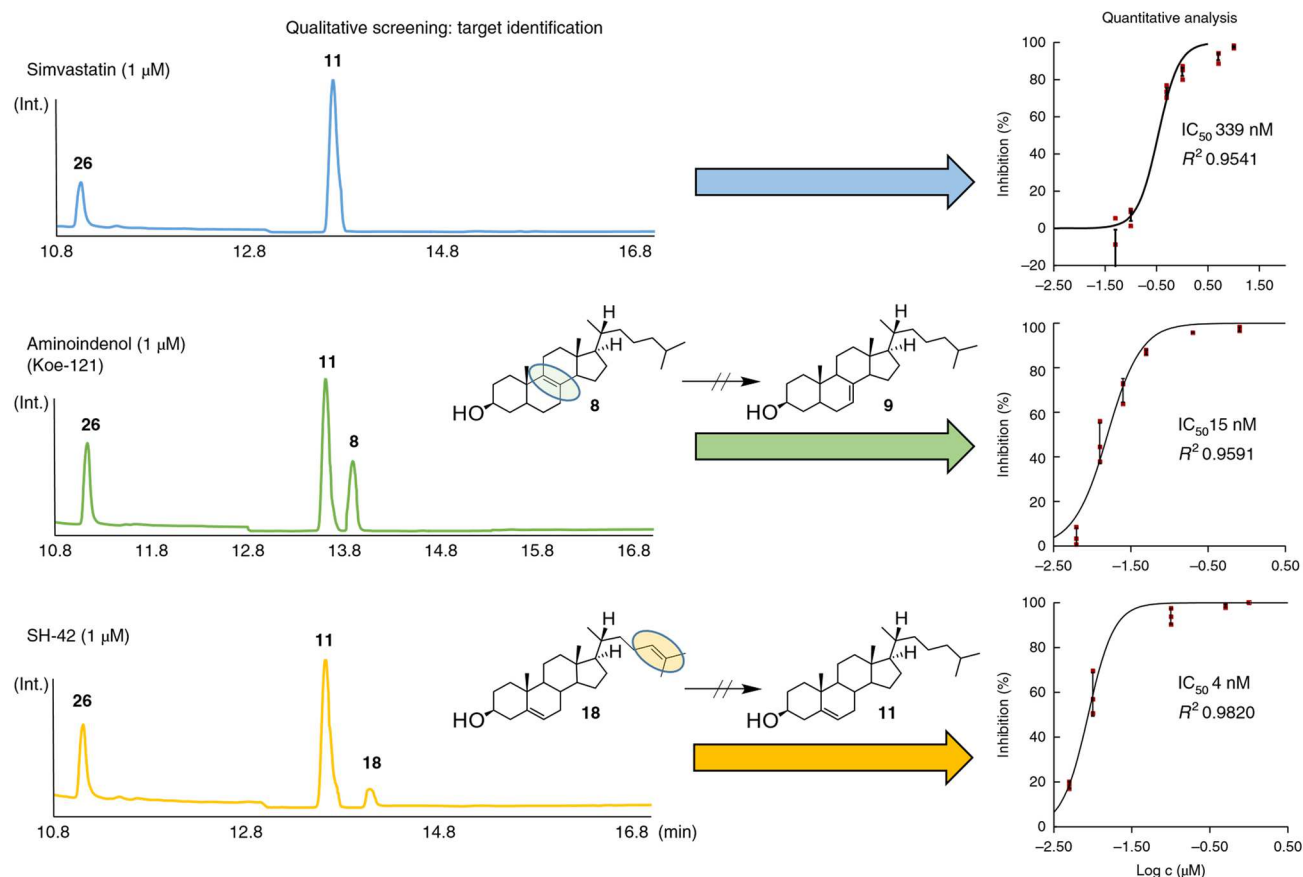 Qualitative screening: target identification
Quantitative analysis
Simvastatin (1 μM)
(Int.)
26
11
10.8 12.8 14.8 16.8
Inhibition (%)
100
80
60
40
20
0
−20
−2.50 −1.50 −0.50 0.50 1.50
IC50 339 nM
R2 0.9541
Aminoindenol (1 μM)
(Koe-121)
(Int.)
26
11
8
10.8 11.8 12.8 13.8 14.8 15.8 16.8
H
H
HO
8
H
H
HO
9
Inhibition (%)
100
80
60
40
20
0
−2.50 −1.50 −0.50 0.50
IC50 15 nM
R2 0.9591
SH-42 (1 μM)
(Int.)
26
11
18
10.8 12.8 14.8 16.8 (min)
H
H
HO
18
H
H
HO
11
Inhibition (%)
100
80
60
40
20
0
−2.50 −1.50 −0.50 0.50
IC50 4 nM
R2 0.9820
Log c (μM)